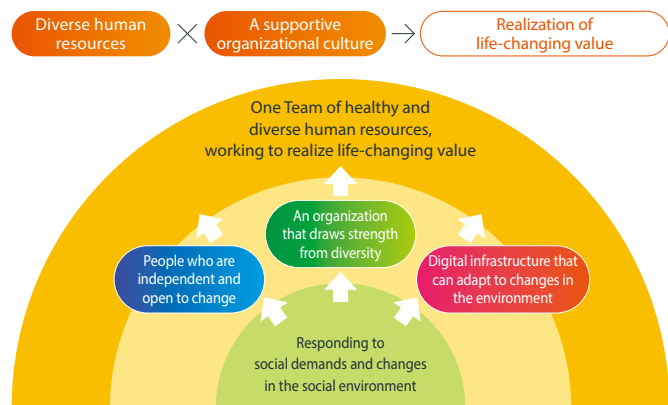 Diverse human
resources
A supportive
organizational culture
Realization of
life-changing value
One Team of healthy and
diverse human resources,
working to realize life-changing value
An organization
that draws strength
from diversity
People who are
independent and
open to change
Digital infrastructure that
can adapt to changes in
the environment
Responding to
social demands and changes
in the social environment